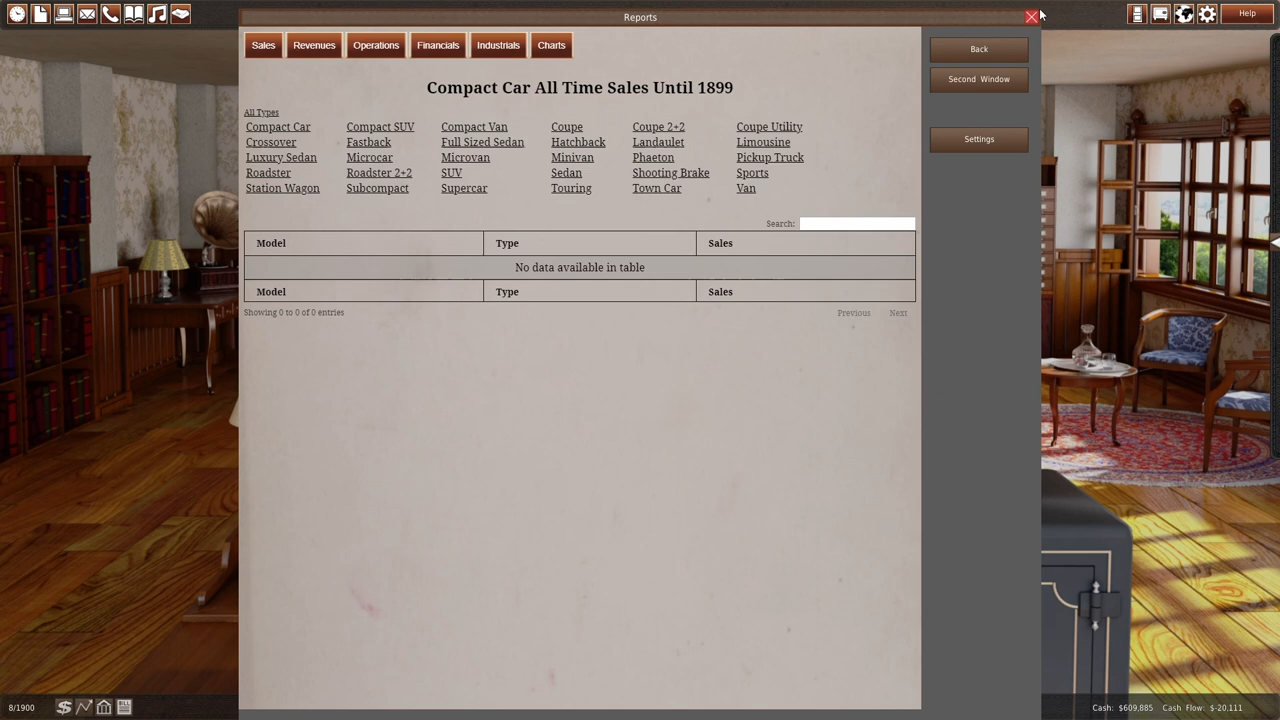 Reports
Help
Sales Revenues Operations Financials Industrials Charts
Back
Second Window
Settings
Compact Car All Time Sales Until 1899
All Types
Compact Car Compact SUV Compact Van Coupe Coupe 2+2 Coupe Utility
Crossover Fastback Full Sized Sedan Hatchback Landaulet Limousine
Luxury Sedan Microcar Microvan Minivan Phaeton Pickup Truck
Roadster Roadster 2+2 SUV Sedan Shooting Brake Sports
Station Wagon Subcompact Supercar Touring Town Car Van
Search:
Model Type Sales
No data available in table
Model Type Sales
Showing 0 to 0 of 0 entries Previous Next
8/1900
Cash: $609,885 Cash Flow: $-20,111